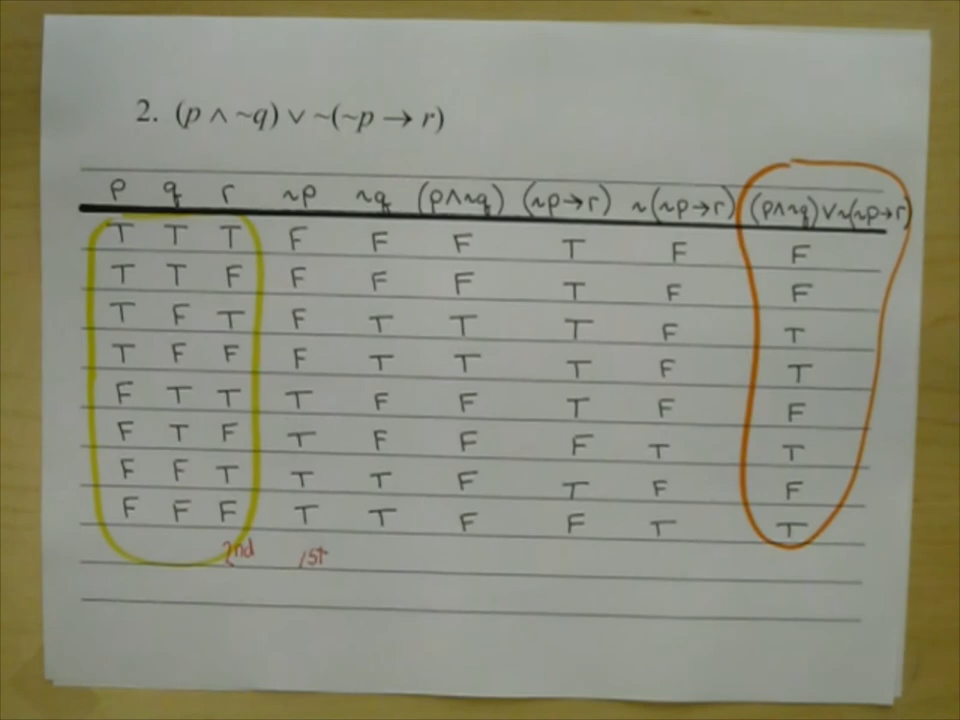 2. (p ∧ ~q) ∨ ~(~p → r)
p q r ~p ~q (p∧~q) (~p→r) ~(~p→r) (p∧~q)∨~(~p→r)
T T T F F F T F F
T T F F F F T F F
T F T F T T T F T
T F F F T T T F T
F T T T F F T F F
F T F T F F F T T
F F T T T F T F F
F F F T T F F T T
2nd 1st